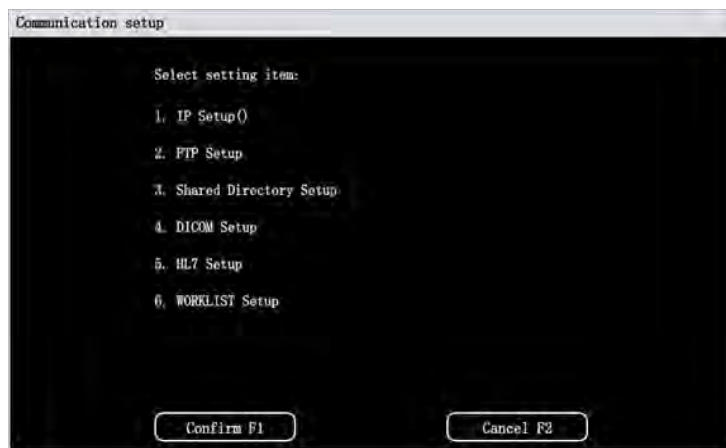 Communication setup
Select setting item:
1. IP Setup()
2. FTP Setup
3. Shared Directory Setup
4. DICOM Setup
5. HL7 Setup
6. WORKLIST Setup
Confirm F1 Cancel F2